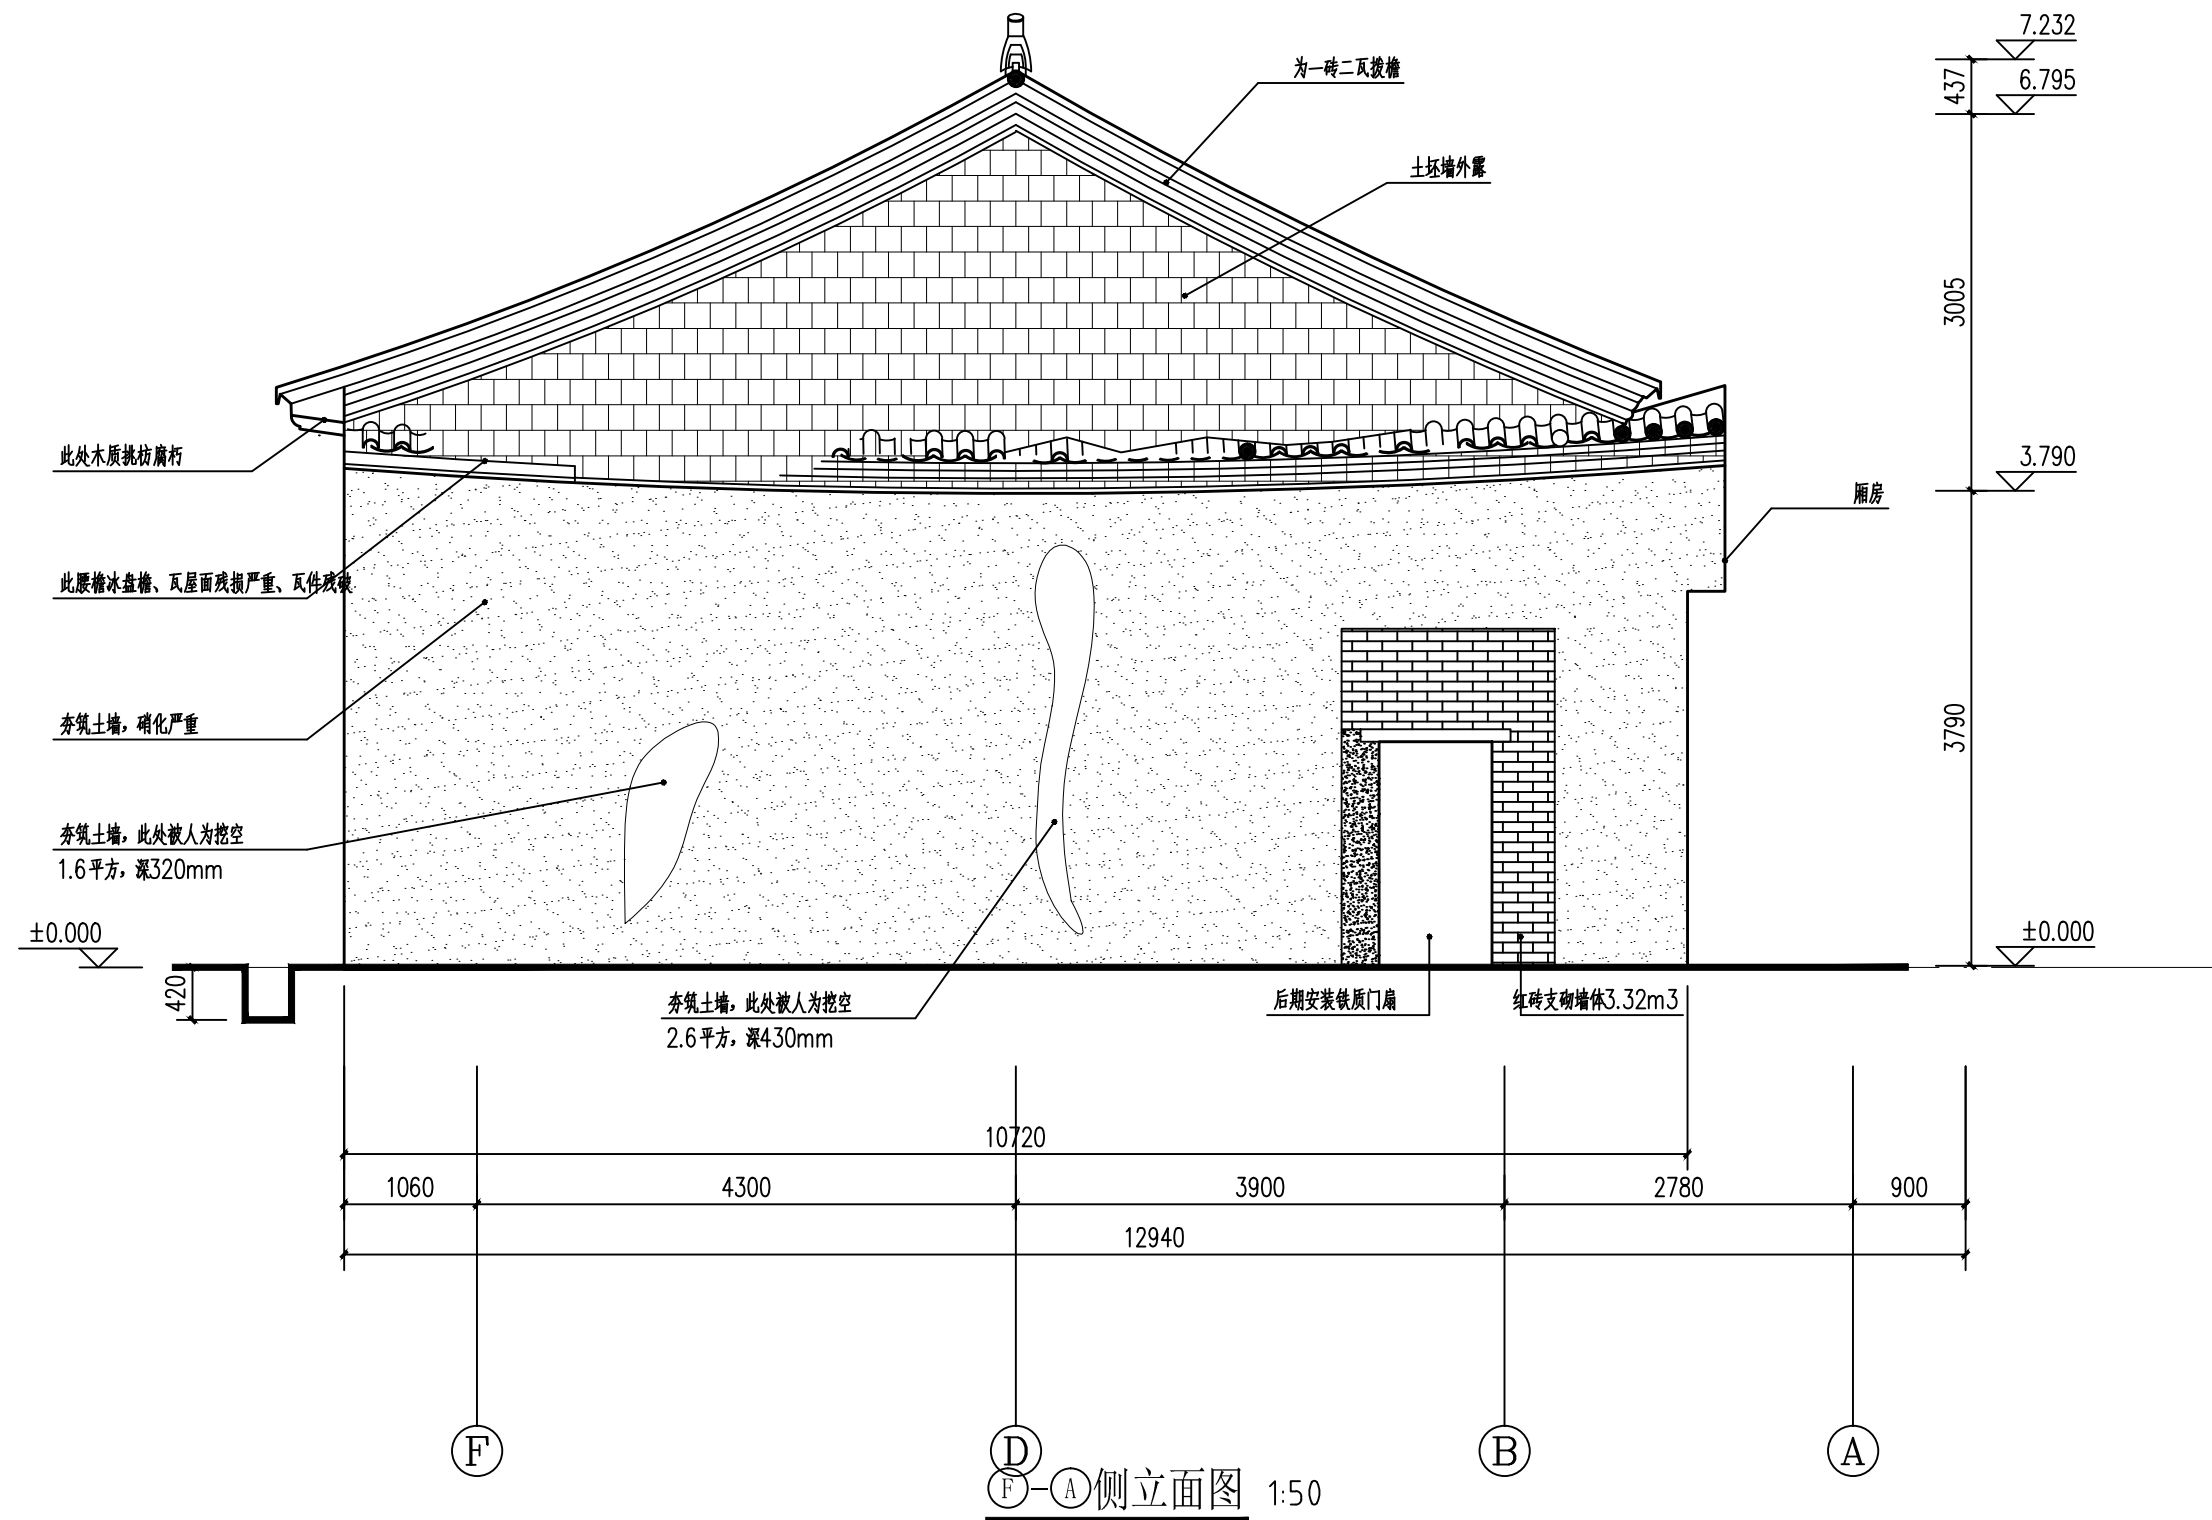 7.232
437
6.795
为一砖二瓦拨檐
土坯墙外露
3005
此处木质挑枋腐朽
3.790
厢房
此腰檐冰盘檐、瓦屋面残损严重、瓦件残破
夯筑土墙，硝化严重
3790
夯筑土墙，此处被人为挖空
1.6平方，深320mm
±0.000
±0.000
420
夯筑土墙，此处被人为挖空
2.6平方，深430mm
后期安装铁质门扇
红砖支砌墙体3.32m3
10720
1060
4300
3900
2780
900
12940
F
D
B
A
F-A侧立面图 1:50